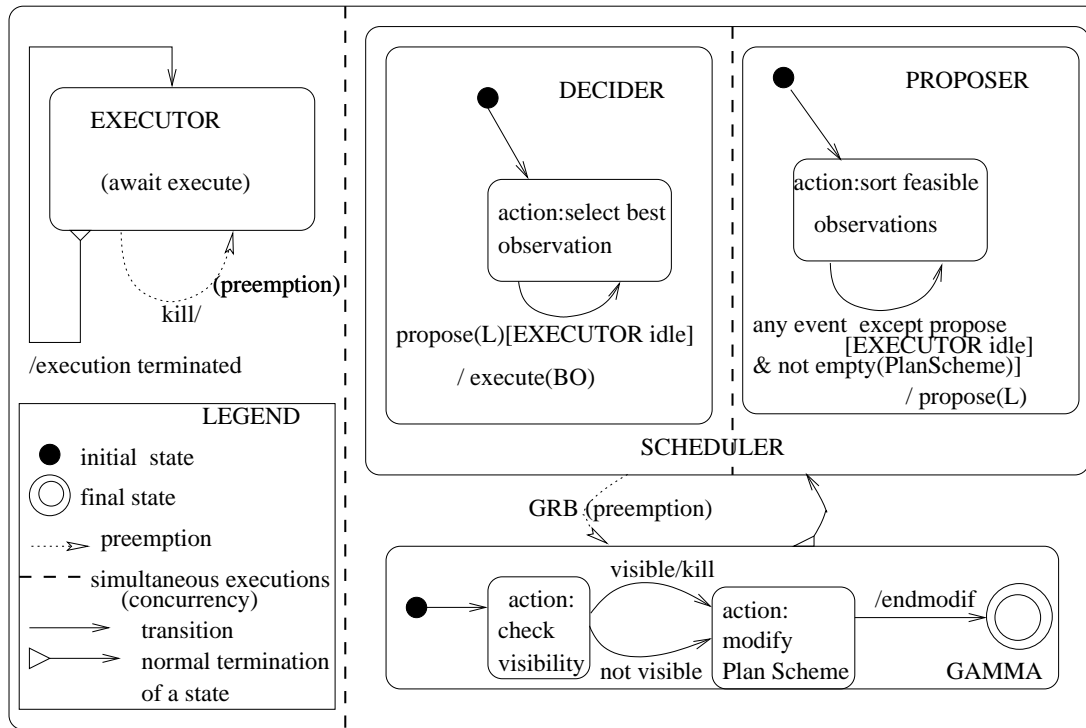 EXECUTOR
(await execute)
(preemption)
kill/
/execution terminated
LEGEND
initial state
final state
preemption
simultaneous executions
(concurrency)
transition
normal termination
of a state
DECIDER
action:select best
observation
propose(L)[EXECUTOR idle]
/ execute(BO)
PROPOSER
action:sort feasible
observations
any event except propose
[EXECUTOR idle]
& not empty(PlanScheme)]
/ propose(L)
SCHEDULER
GRB (preemption)
visible/kill
action:
check
visibility
not visible
action:
modify
Plan Scheme
/endmodif
GAMMA